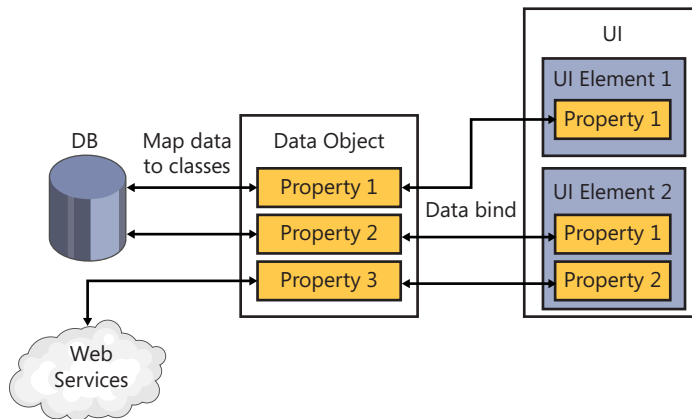 UI
UI Element 1
Property 1
DB
Map data
to classes
Data Object
Property 1
Property 2
Property 3
Data bind
UI Element 2
Property 1
Property 2
Web
Services